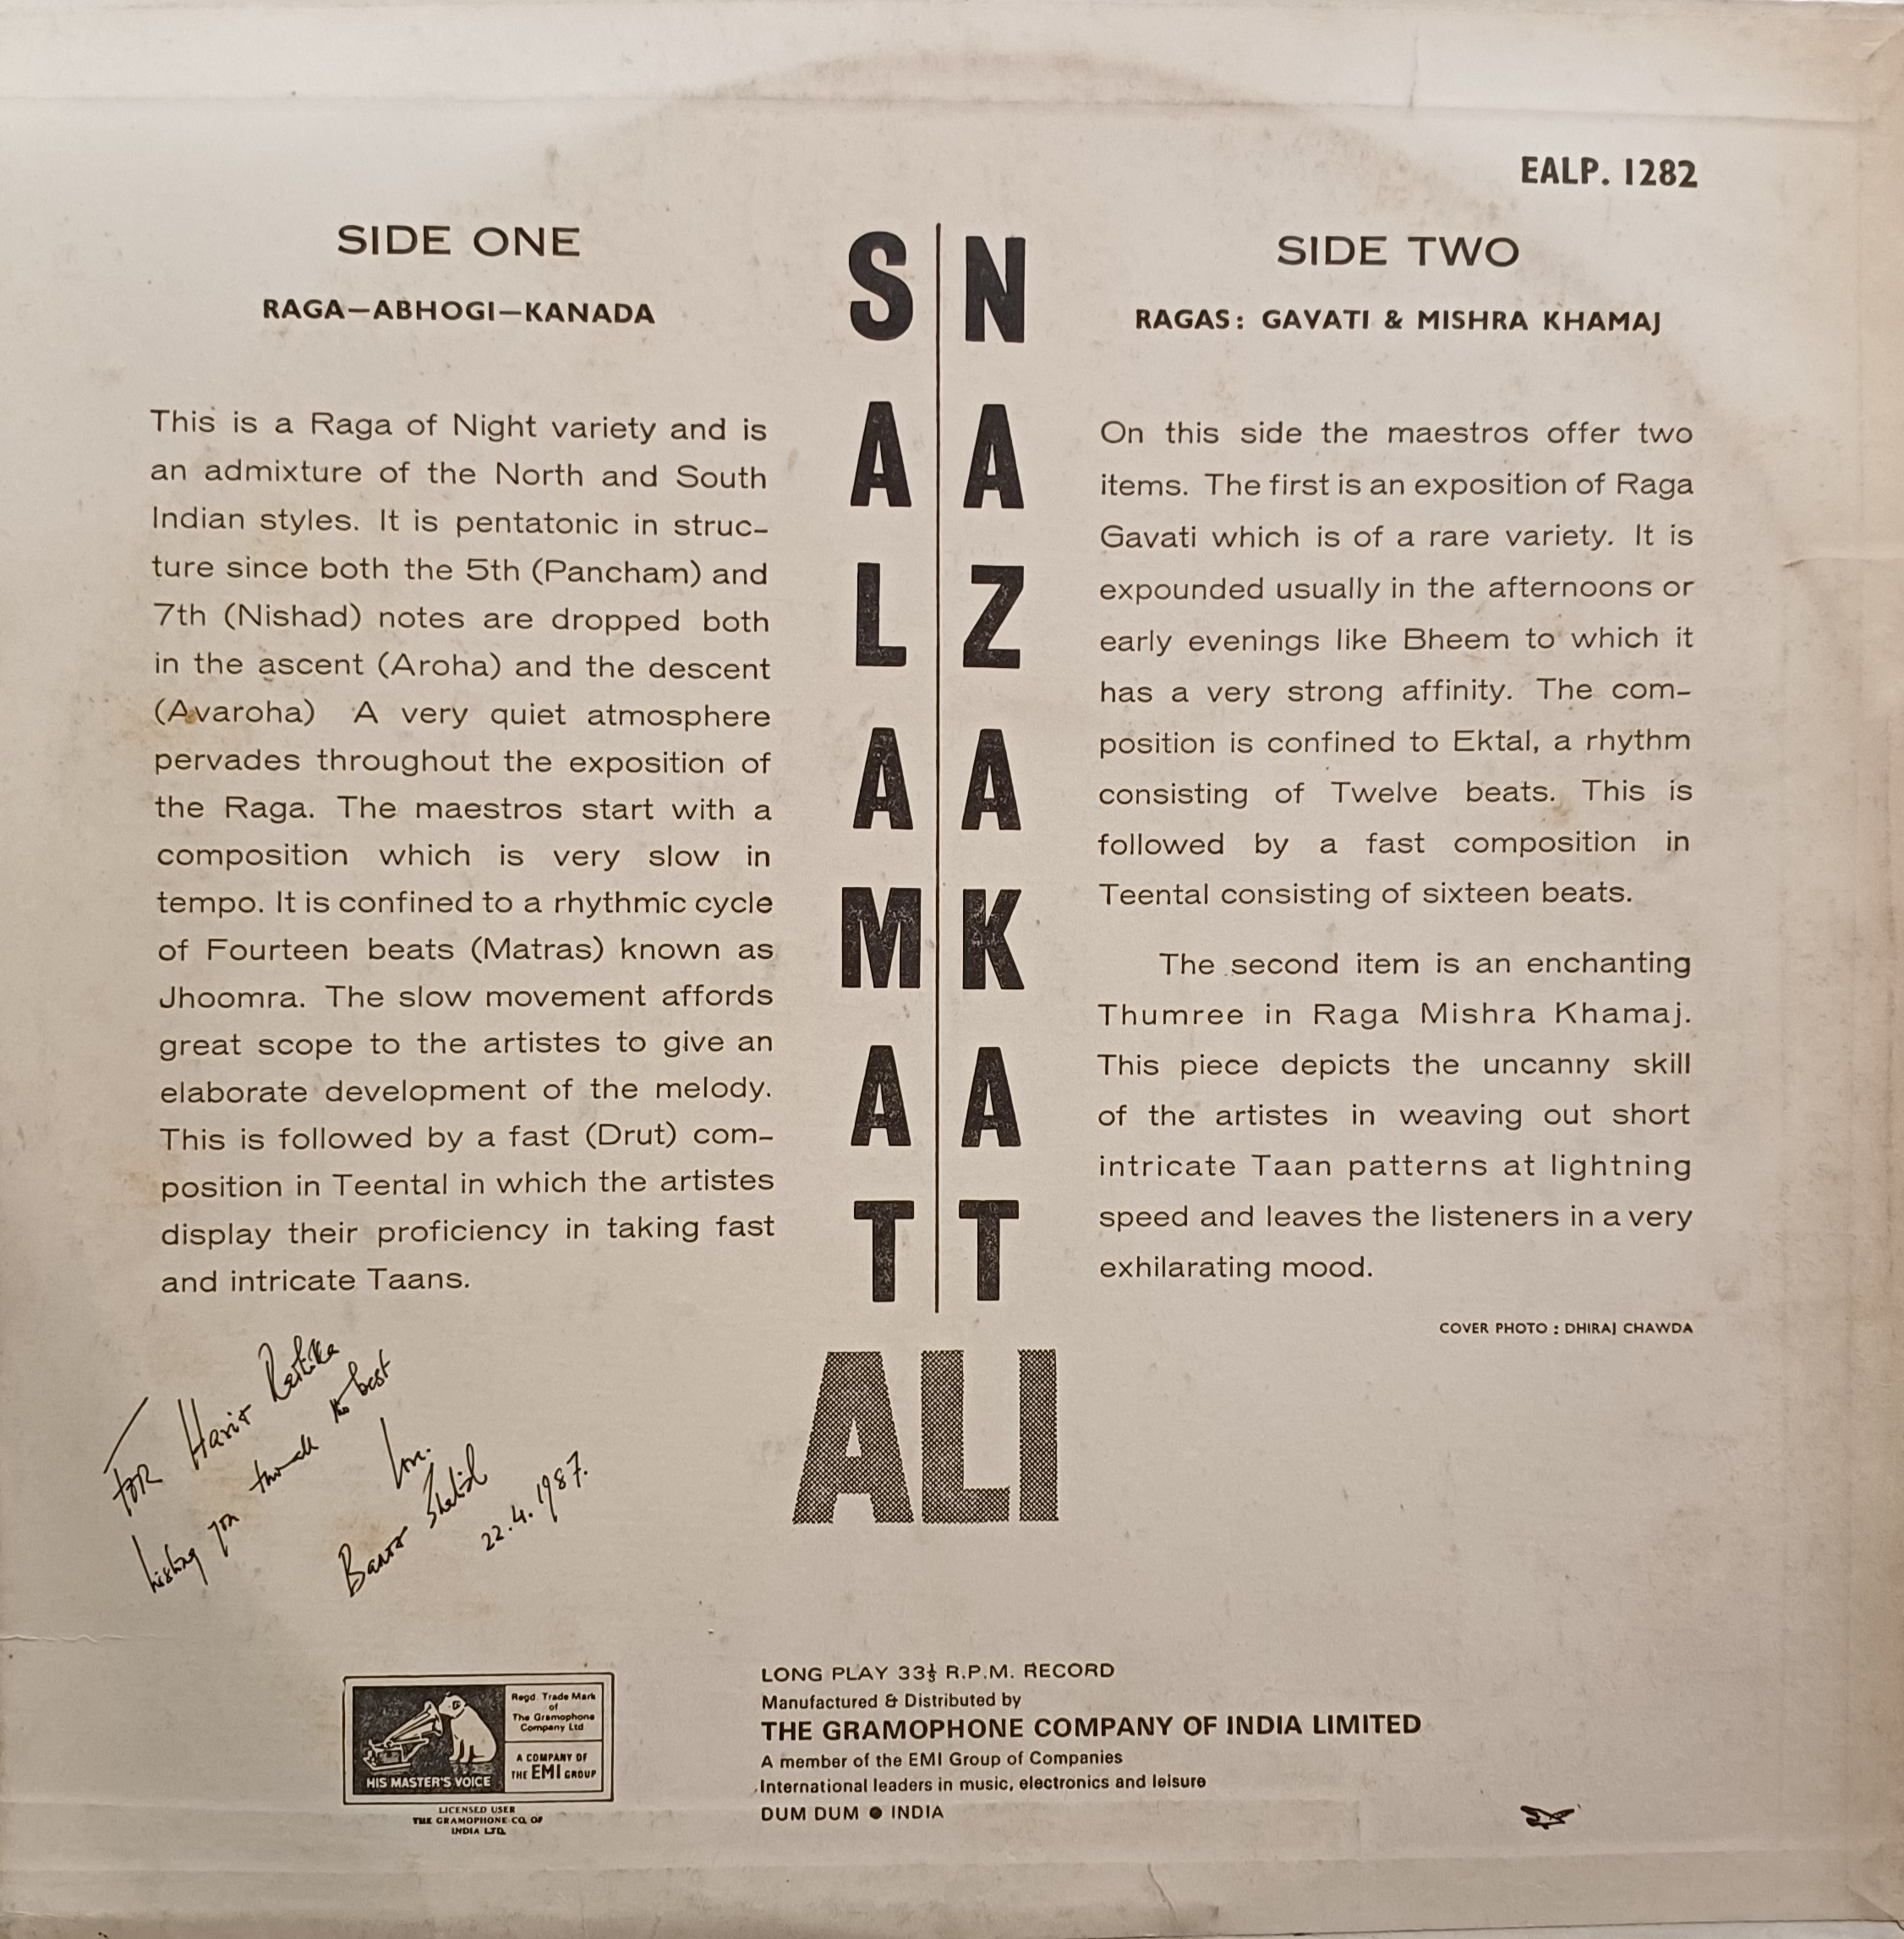 EALP. 1282
SIDE ONE
RAGA—ABHOGI—KANADA
This is a Raga of Night variety and is
an admixture of the North and South
Indian styles. It is pentatonic in struc-
ture since both the 5th (Pancham) and
7th (Nishad) notes are dropped both
in the ascent (Aroha) and the descent
(Avaroha) A very quiet atmosphere
pervades throughout the exposition of
the Raga. The maestros start with a
composition which is very slow in
tempo. It is confined to a rhythmic cycle
of Fourteen beats (Matras) known as
Jhoomra. The slow movement affords
great scope to the artistes to give an
elaborate development of the melody.
This is followed by a fast (Drut) com-
position in Teental in which the artistes
display their proficiency in taking fast
and intricate Taans.
SALAMAT
NAZAKAT
ALI
SIDE TWO
RAGAS: GAVATI & MISHRA KHAMAJ
On this side the maestros offer two
items. The first is an exposition of Raga
Gavati which is of a rare variety. It is
expounded usually in the afternoons or
early evenings like Bheem to which it
has a very strong affinity. The com-
position is confined to Ektal, a rhythm
consisting of Twelve beats. This is
followed by a fast composition in
Teental consisting of sixteen beats.
The second item is an enchanting
Thumree in Raga Mishra Khamaj.
This piece depicts the uncanny skill
of the artistes in weaving out short
intricate Taan patterns at lightning
speed and leaves the listeners in a very
exhilarating mood.
COVER PHOTO : DHIRAJ CHAWDA
FOR
you the best
love.
22.4.1987.
Regd. Trade Mark
of
The Gramophone
Company Ltd
A COMPANY OF
THE EMI GROUP
HIS MASTER'S VOICE
LICENSED USER
THE GRAMOPHONE CO. OF
INDIA LTD.
LONG PLAY 33⅓ R.P.M. RECORD
Manufactured & Distributed by
THE GRAMOPHONE COMPANY OF INDIA LIMITED
A member of the EMI Group of Companies
International leaders in music, electronics and leisure
DUM DUM ● INDIA